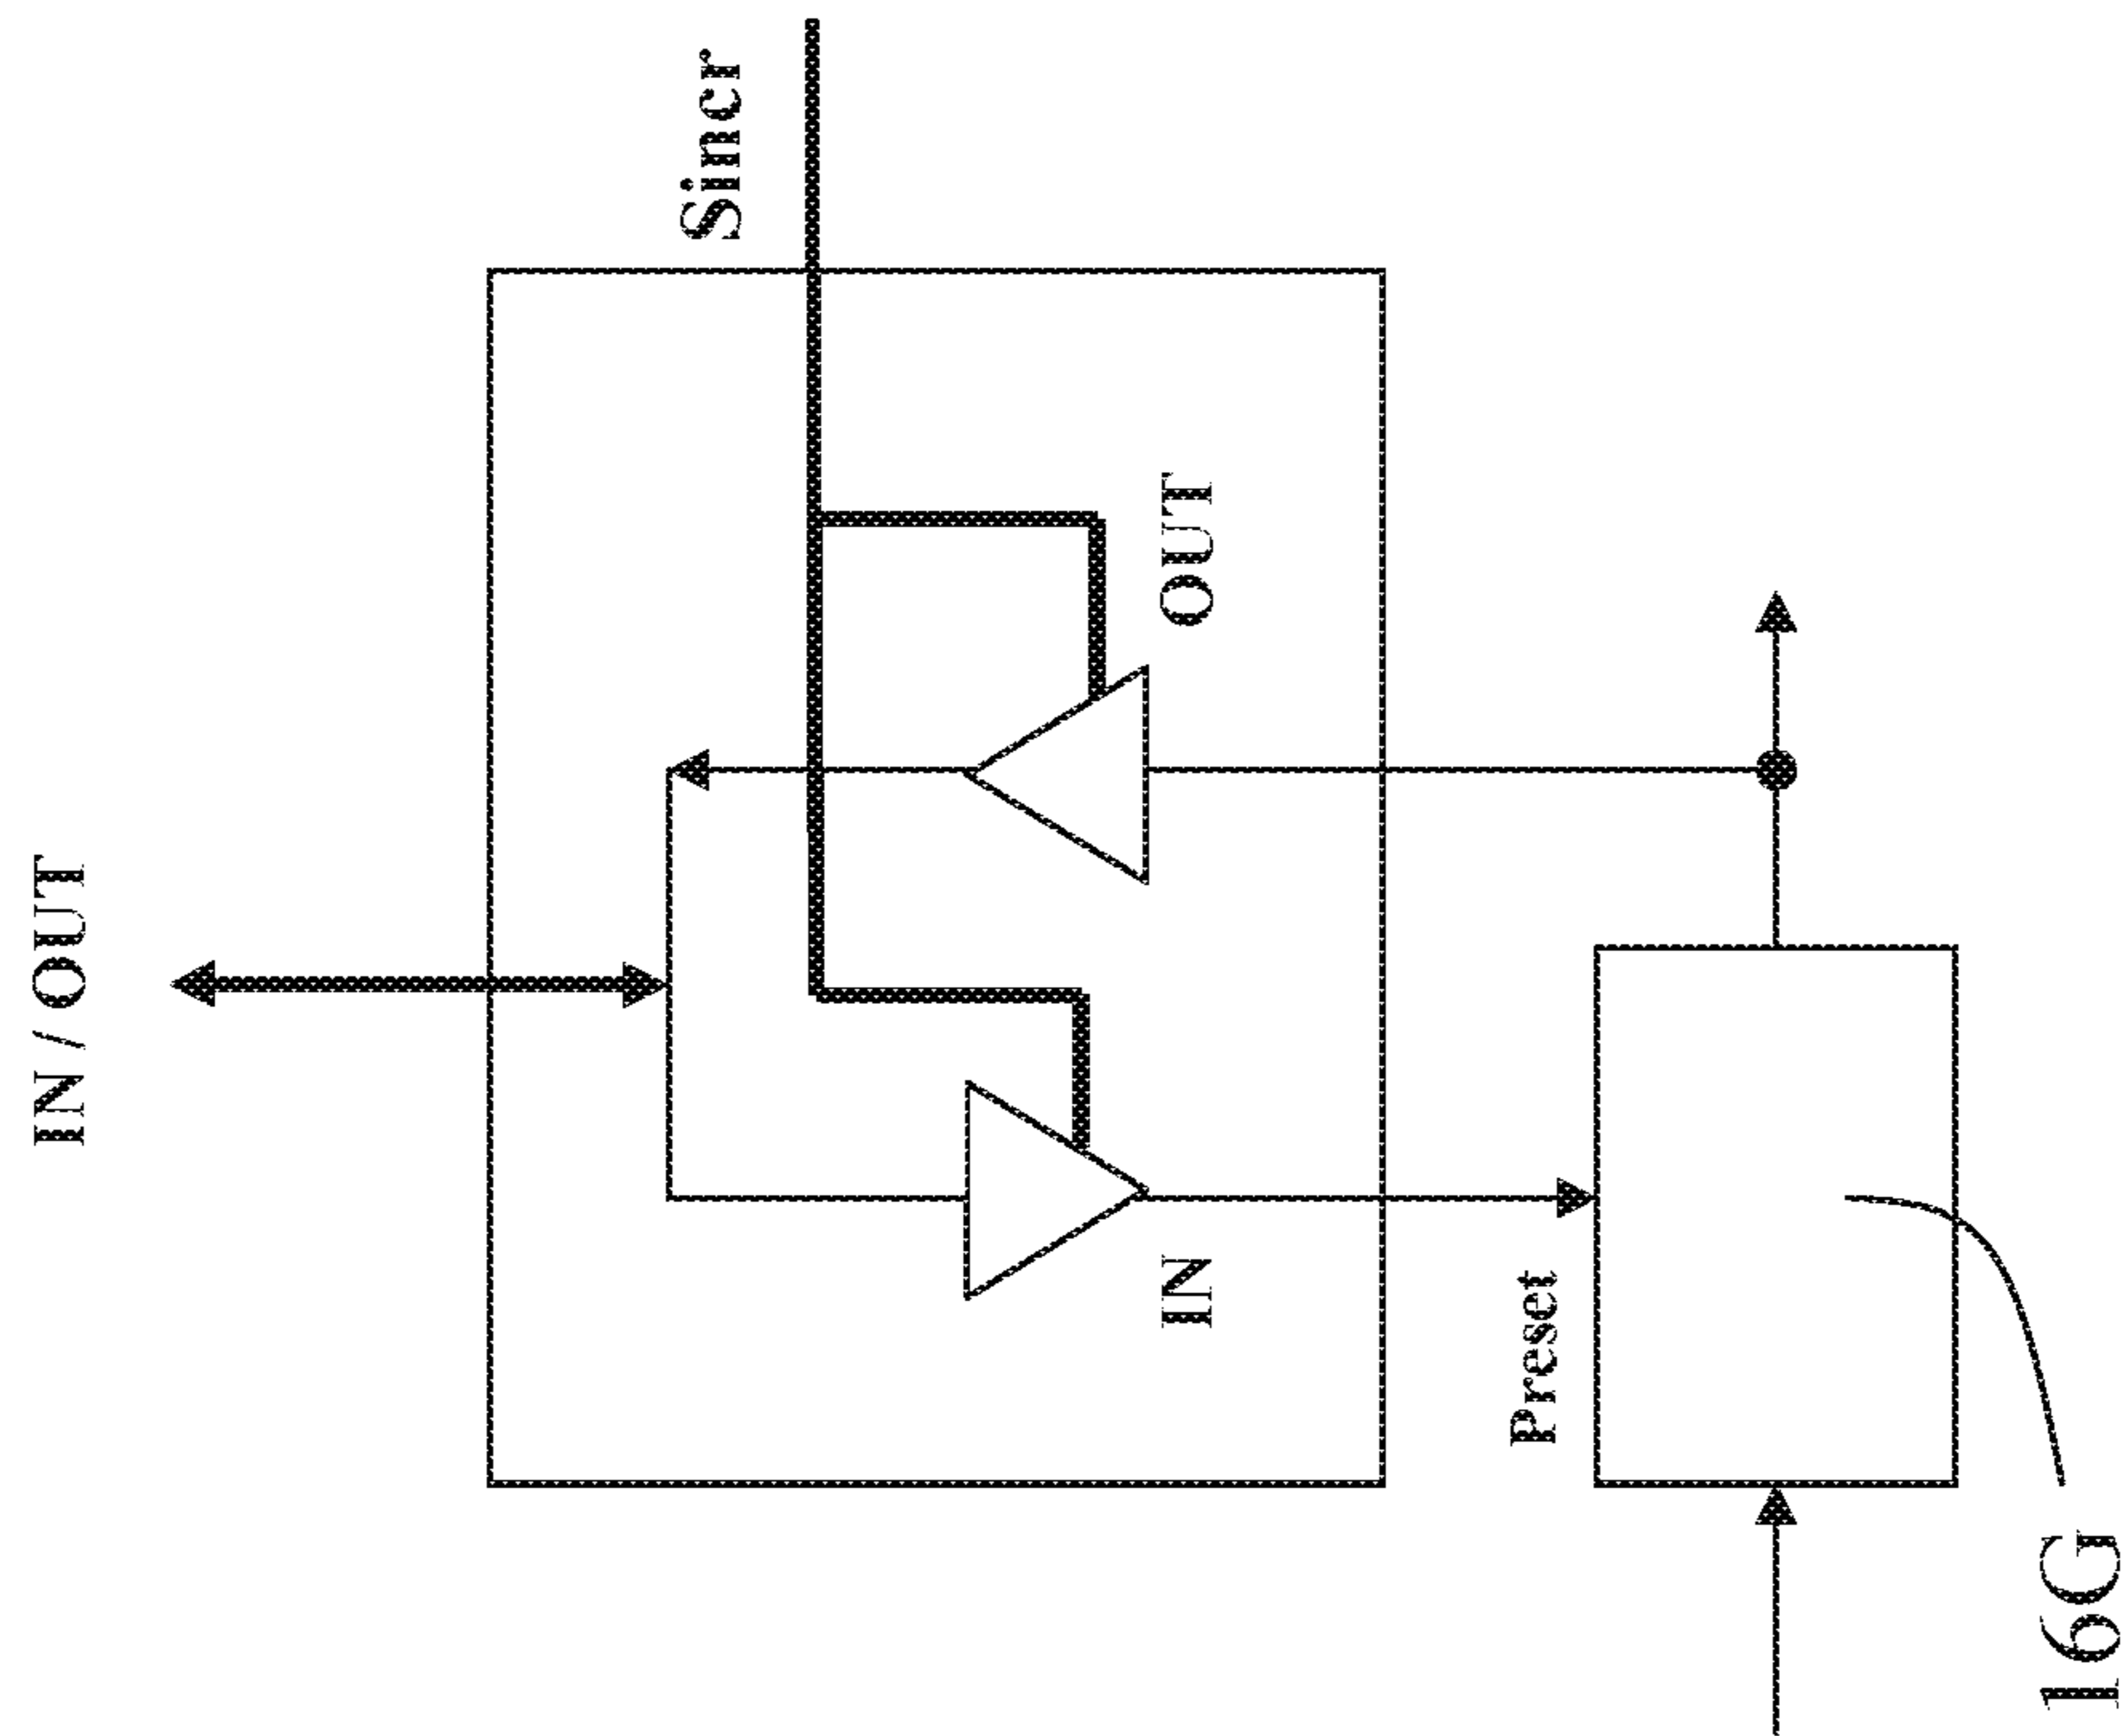 IN / OUT
Sincr
OUT
IN
Preset
16G